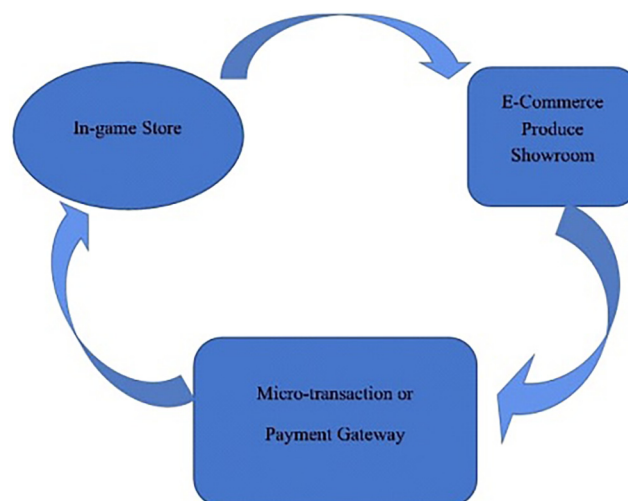 In-game Store
E-Commerce
Produce
Showroom
Micro-transaction or
Payment Gateway